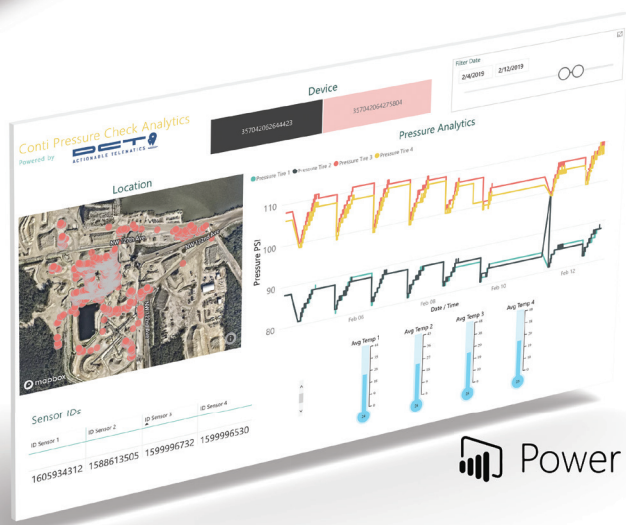 Conti Pressure Check Analytics
Powered by
DCT
ACTIONABLE TELEMATICS
Device
357042062644423
357042064275804
Filter Date
2/4/2019
2/12/2019
Location
mapbox
Pressure Analytics
Pressure Tire 1 Pressure Tire 2 Pressure Tire 3 Pressure Tire 4
Pressure PSI
110
100
90
80
Feb 06
Feb 08
Feb 10
Feb 12
Date / Time
Avg Temp 1
Avg Temp 2
Avg Temp 3
Avg Temp 4
Sensor IDs
ID Sensor 1
ID Sensor 2
ID Sensor 3
ID Sensor 4
1605934312
1588613505
1599996732
1599996530
Power